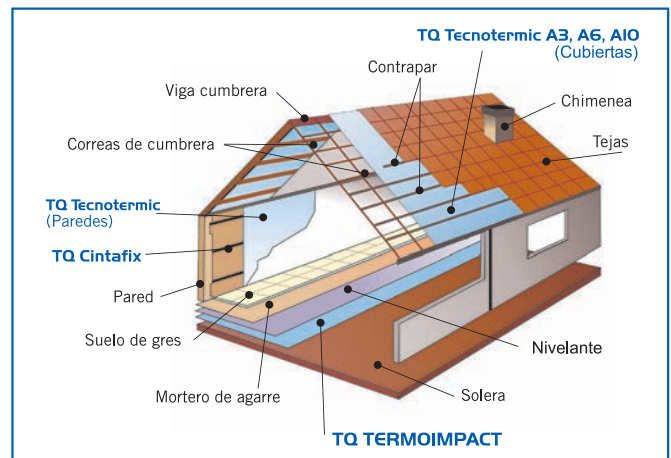 TQ Tecnotermic A3, A6, A10
(Cubiertas)
Contrapar
Viga cumbrera
Chimenea
Correas de cumbrera
Tejas
TQ Tecnotermic
(Paredes)
TQ Cintafix
Pared
Suelo de gres
Nivelante
Mortero de agarre
Solera
TQ TERMOIMPACT